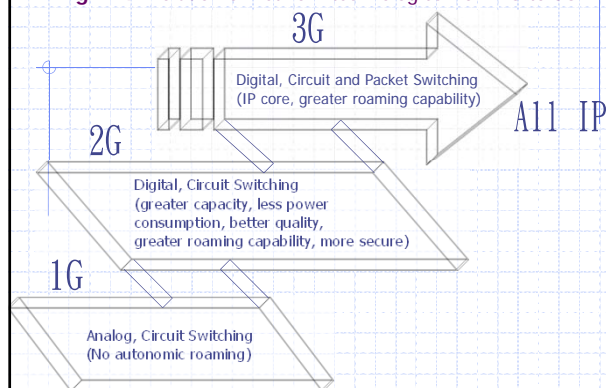 3G
Digital, Circuit and Packet Switching
(IP core, greater roaming capability)
A11 IP
2G
Digital, Circuit Switching
(greater capacity, less power
consumption, better quality,
greater roaming capability, more secure)
1G
Analog, Circuit Switching
(No autonomic roaming)